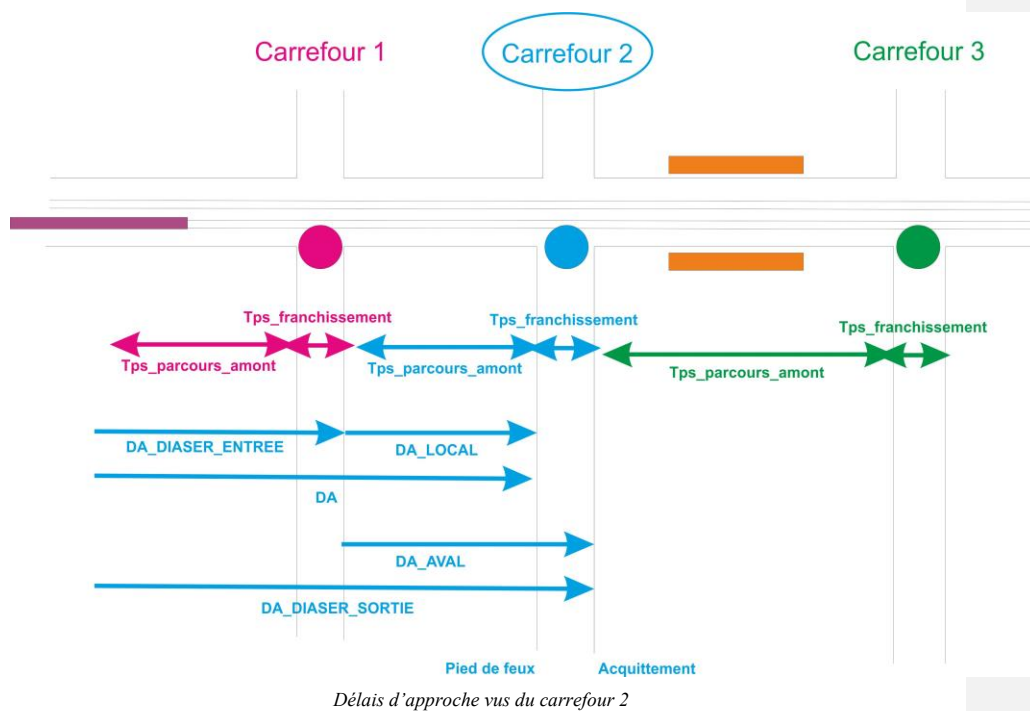 Carrefour 1
Carrefour 2
Carrefour 3
Tps_franchissement
Tps_franchissement
Tps_franchissement
Tps_parcours_amont
Tps_parcours_amont
Tps_parcours_amont
DA_DIASER_ENTREE
DA_LOCAL
DA
DA_AVAL
DA_DIASER_SORTIE
Pied de feux
Acquittement
Délais d’approche vus du carrefour 2